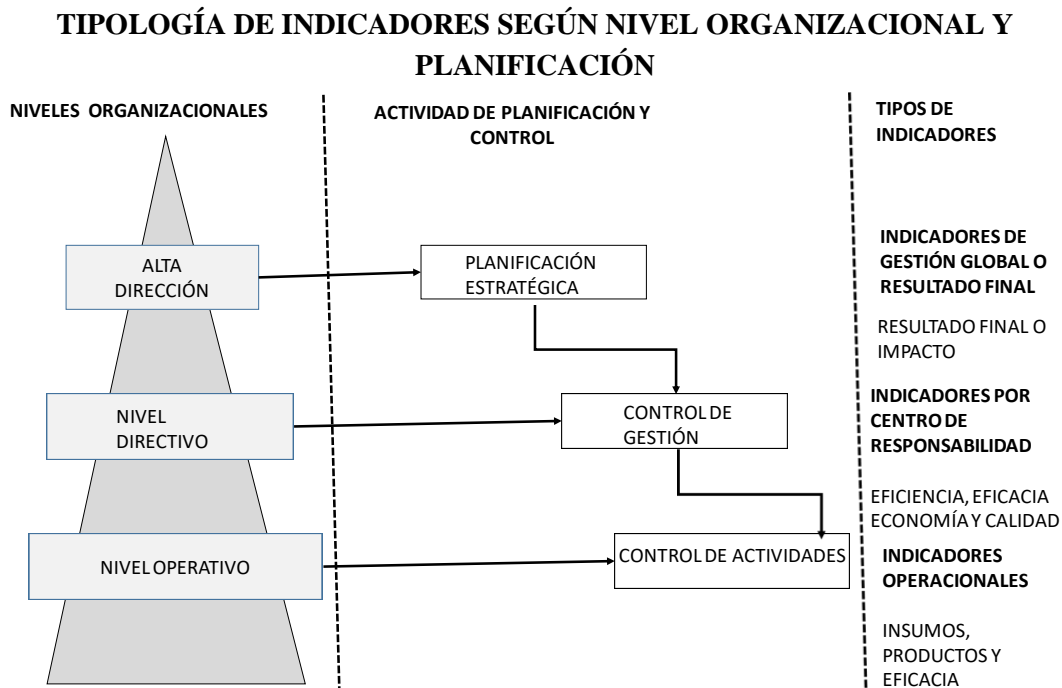 TIPOLOGÍA DE INDICADORES SEGÚN NIVEL ORGANIZACIONAL Y
PLANIFICACIÓN
NIVELES ORGANIZACIONALES
ACTIVIDAD DE PLANIFICACIÓN Y
CONTROL
TIPOS DE
INDICADORES
ALTA
DIRECCIÓN
PLANIFICACIÓN
ESTRATÉGICA
INDICADORES DE
GESTIÓN GLOBAL O
RESULTADO FINAL
RESULTADO FINAL O
IMPACTO
NIVEL
DIRECTIVO
CONTROL DE
GESTIÓN
INDICADORES POR
CENTRO DE
RESPONSABILIDAD
EFICIENCIA, EFICACIA
ECONOMÍA Y CALIDAD
NIVEL OPERATIVO
CONTROL DE ACTIVIDADES
INDICADORES
OPERACIONALES
INSUMOS,
PRODUCTOS Y
EFICACIA